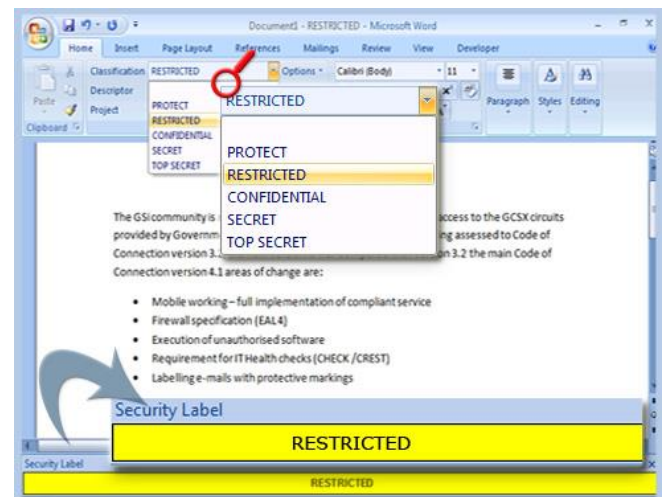 Document1 - RESTRICTED - Microsoft Word
Home Insert Page Layout References Mailings Review View Developer
Classification RESTRICTED Options Calibri (Body) 11
Descriptor
Project
Paste
Paragraph Styles Editing
Clipboard
PROTECT
RESTRICTED
CONFIDENTIAL
SECRET
TOP SECRET
RESTRICTED
PROTECT
RESTRICTED
CONFIDENTIAL
SECRET
TOP SECRET
The GSi community is access to the GCSX circuits
provided by Governm ng assessed to Code of
Connection version 3. on 3.2 the main Code of
Connection version 4.1 areas of change are:
• Mobile working – full implementation of compliant service
• Firewall specification (EAL4)
• Execution of unauthorised software
• Requirement for IT Health checks (CHECK /CREST)
• Labelling e-mails with protective markings
Security Label
RESTRICTED
Security Label
RESTRICTED